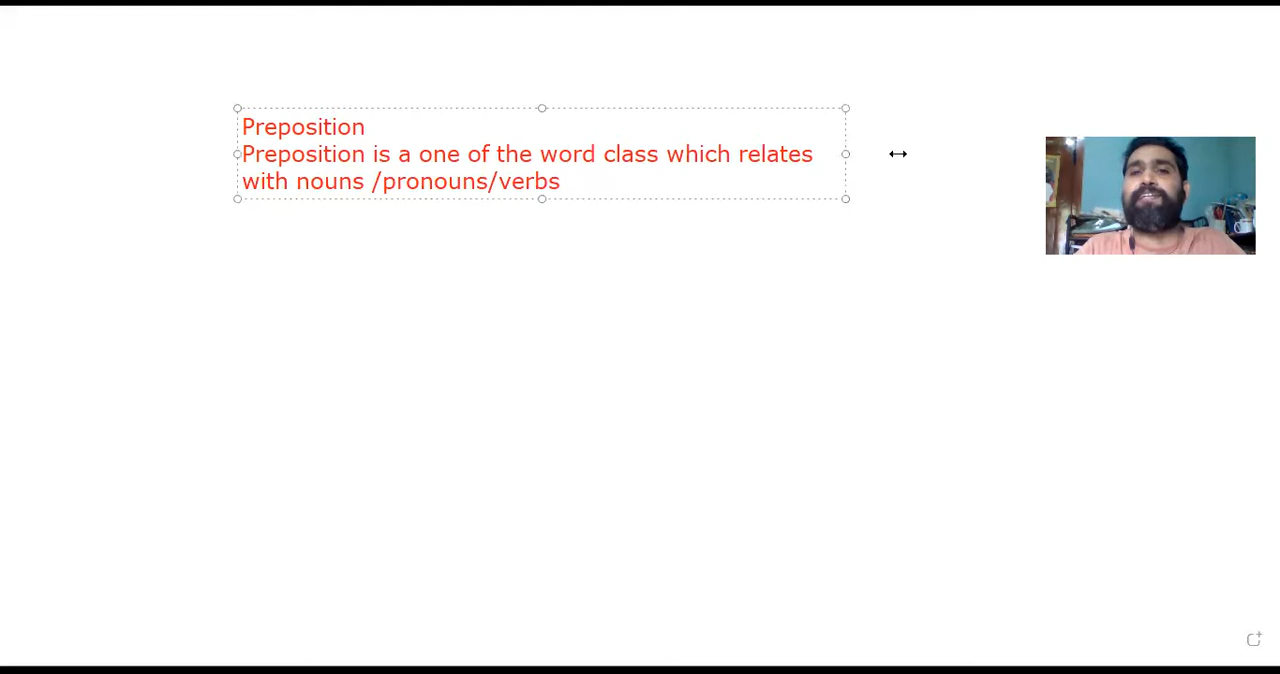 Preposition
Preposition is a one of the word class which relates
with nouns /pronouns/verbs